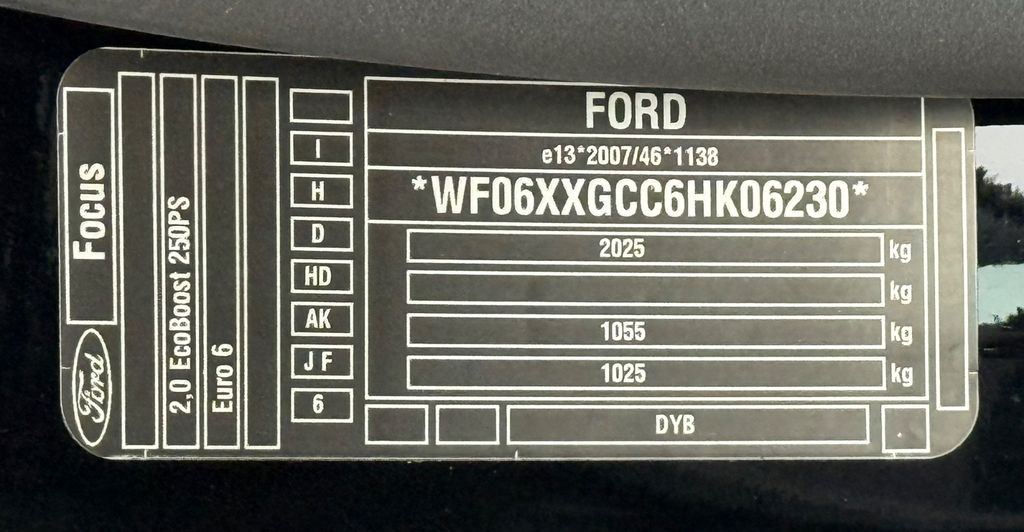 Ford
Focus
2,0 EcoBoost 250PS
Euro 6
I
H
D
HD
AK
J F
6
FORD
e13*2007/46*1138
*WF06XXGCC6HK06230*
2025 kg
kg
1055 kg
1025 kg
DYB